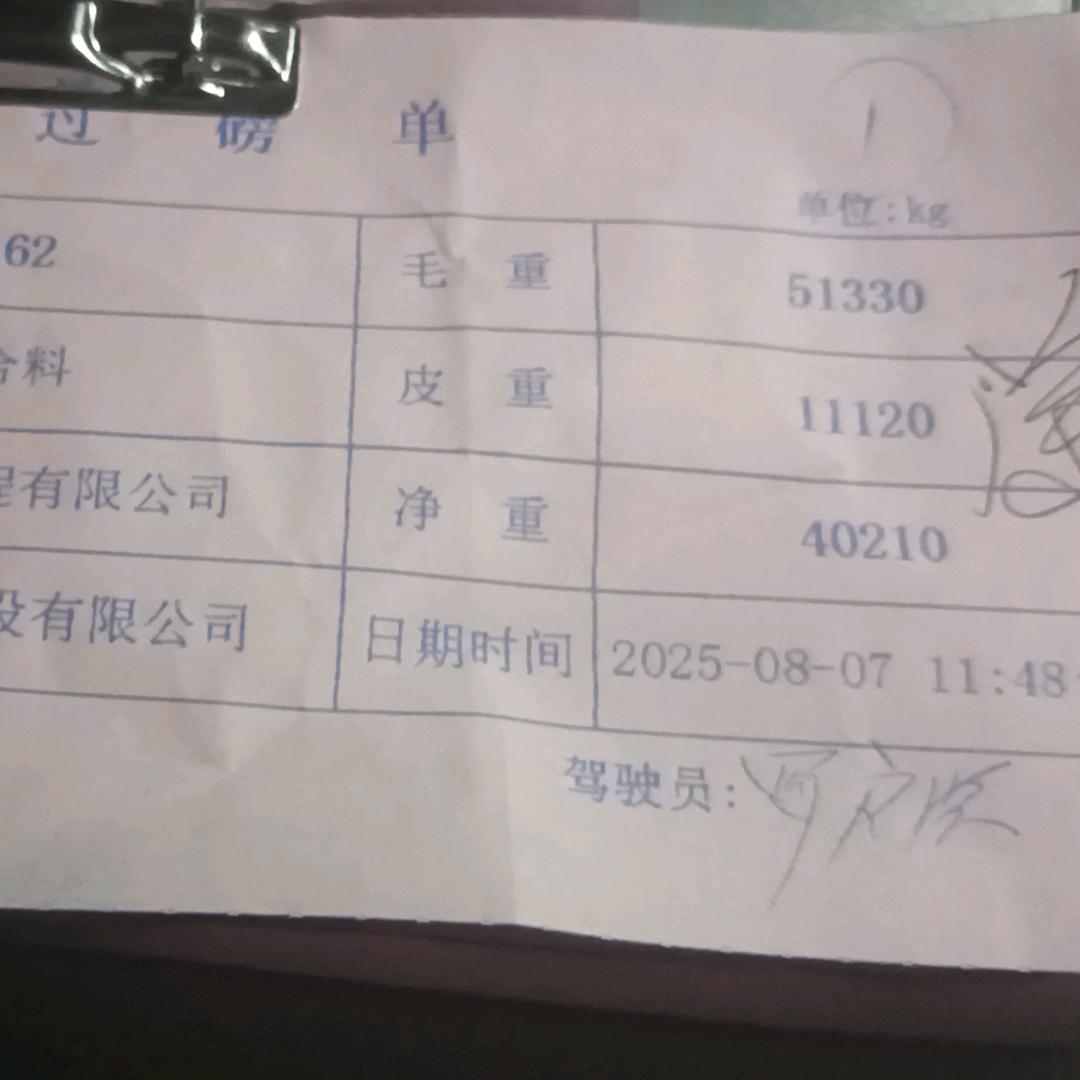 过磅单
1
单位:kg
62 毛重 51330
合料 皮重 11120
程有限公司 净重 40210
设有限公司 日期时间 2025-08-07 11:48
驾驶员: